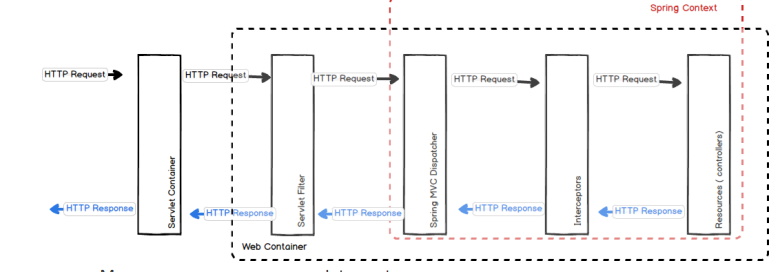 Spring Context
HTTP Request
HTTP Request
HTTP Request
HTTP Request
HTTP Request
Servlet Container
Servlet Filter
Spring MVC Dispatcher
Interceptors
Resources ( controllers)
HTTP Response
HTTP Response
HTTP Response
HTTP Response
HTTP Response
Web Container